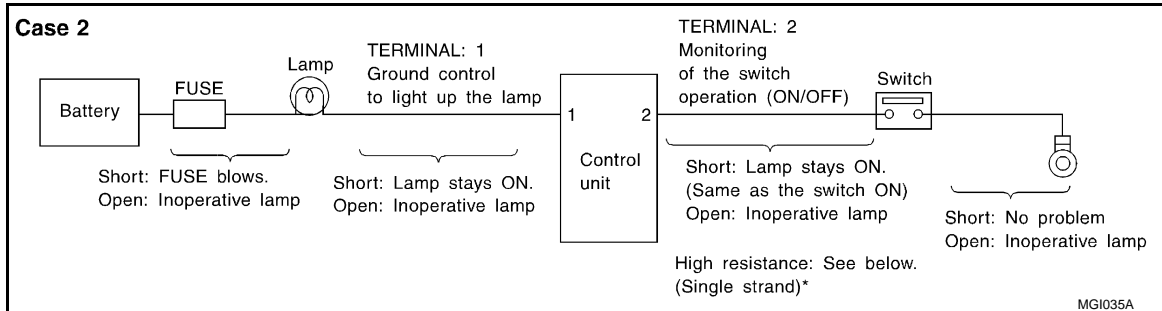 Case 2
Battery
FUSE
Lamp
TERMINAL: 1
Ground control
to light up the lamp
1
2
Control
unit
TERMINAL: 2
Monitoring
of the switch
operation (ON/OFF)
Switch
Short: FUSE blows.
Open: Inoperative lamp
Short: Lamp stays ON.
Open: Inoperative lamp
Short: Lamp stays ON.
(Same as the switch ON)
Open: Inoperative lamp
High resistance: See below.
(Single strand)*
Short: No problem
Open: Inoperative lamp
MGI035A